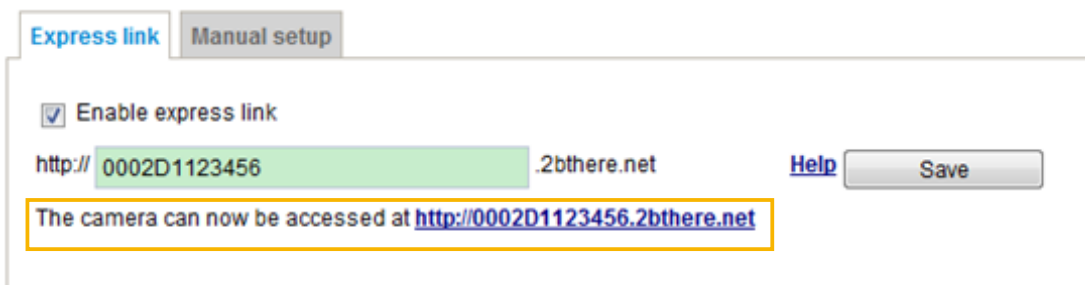 Express link Manual setup
Enable express link
http:// 0002D1123456 .2bthere.net Help Save
The camera can now be accessed at http://0002D1123456.2bthere.net